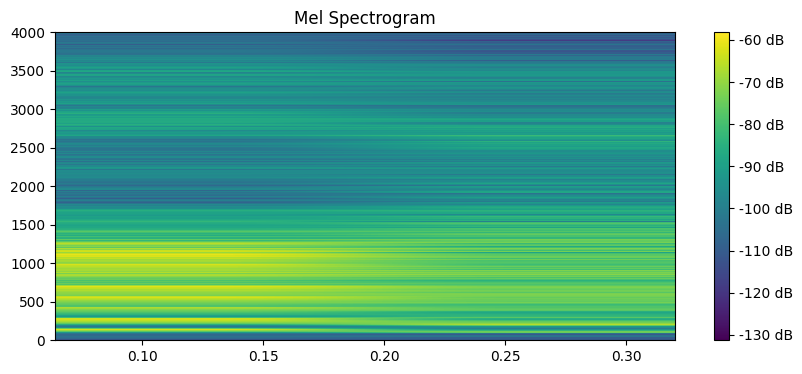 Mel Spectrogram
4000
3500
3000
2500
2000
1500
1000
500
0
0.10 0.15 0.20 0.25 0.30
-60 dB
-70 dB
-80 dB
-90 dB
-100 dB
-110 dB
-120 dB
-130 dB